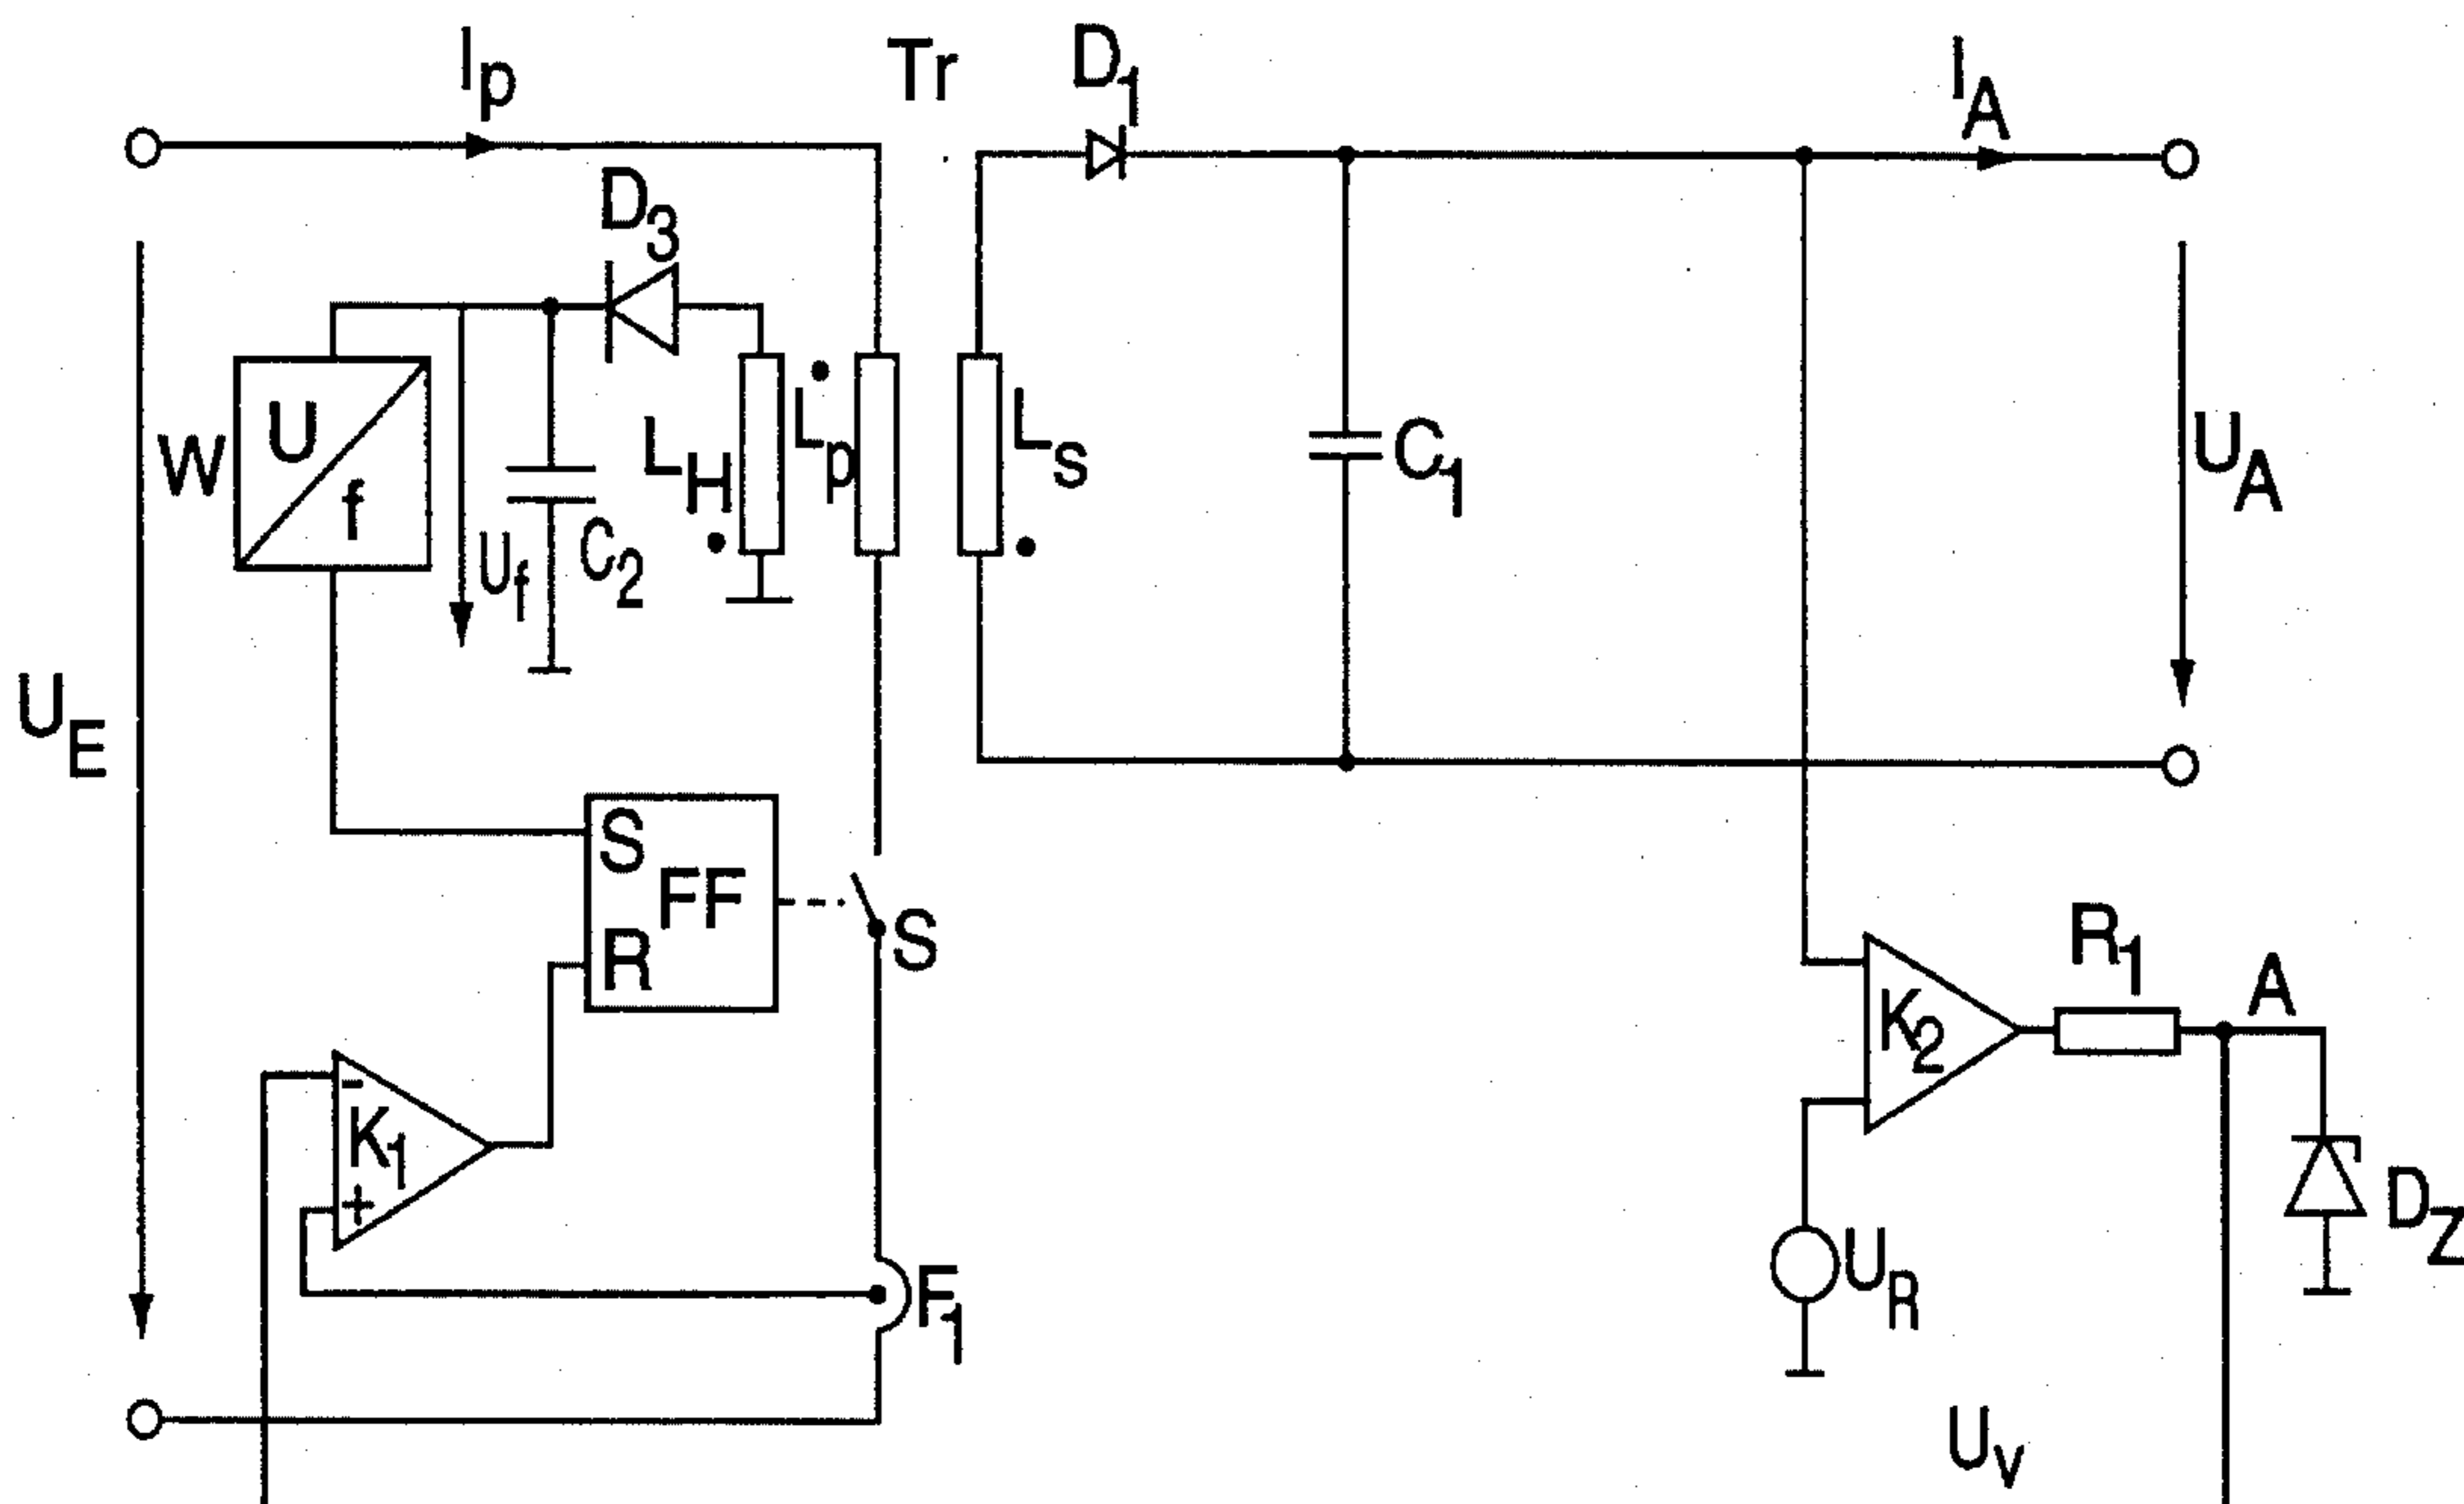 Ip
Tr
D1
IA
D3
W
U
f
Uf
C2
LH
Lp
Ls
C1
UA
UE
S
FF
R
S
-
K1
+
F1
K2
R1
A
DZ
UR
Uv